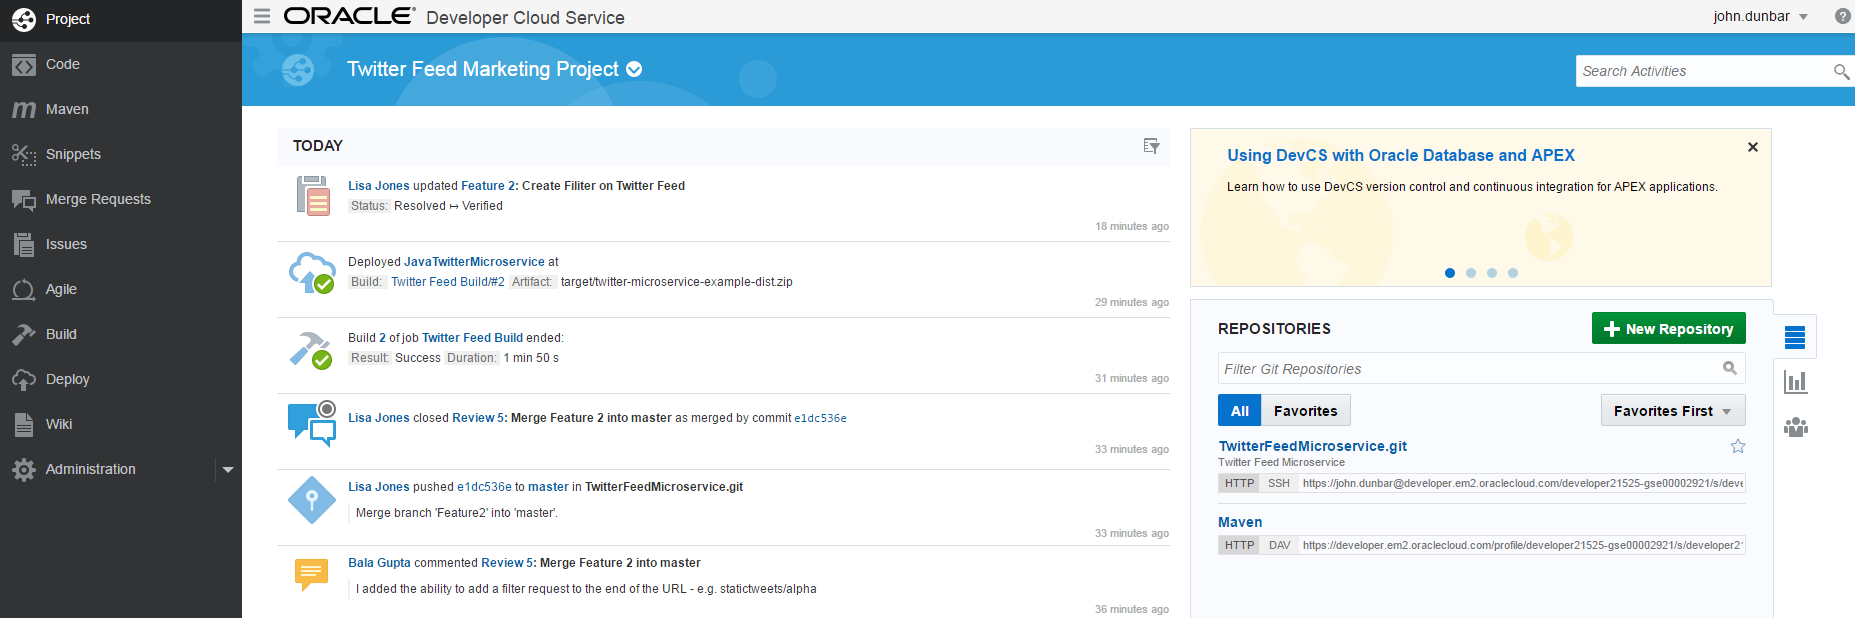 Project
Code
Maven
Snippets
Merge Requests
Issues
Agile
Build
Deploy
Wiki
Administration
ORACLE® Developer Cloud Service
john.dunbar
?
Twitter Feed Marketing Project
Search Activities
TODAY
Lisa Jones updated Feature 2: Create Filiter on Twitter Feed
Status: Resolved ↦ Verified
18 minutes ago
Deployed JavaTwitterMicroservice at
Build: Twitter Feed Build/#2 Artifact: target/twitter-microservice-example-dist.zip
29 minutes ago
Build 2 of job Twitter Feed Build ended:
Result: Success Duration: 1 min 50 s
31 minutes ago
Lisa Jones closed Review 5: Merge Feature 2 into master as merged by commit e1dc536e
33 minutes ago
Lisa Jones pushed e1dc536e to master in TwitterFeedMicroservice.git
Merge branch 'Feature2' into 'master'.
33 minutes ago
Bala Gupta commented Review 5: Merge Feature 2 into master
I added the ability to add a filter request to the end of the URL - e.g. statictweets/alpha
36 minutes ago
Using DevCS with Oracle Database and APEX
Learn how to use DevCS version control and continuous integration for APEX applications.
REPOSITORIES
New Repository
Filter Git Repositories
All Favorites
Favorites First
TwitterFeedMicroservice.git
Twitter Feed Microservice
HTTP SSH https://john.dunbar@developer.em2.oraclecloud.com/developer21525-gse00002921/s/deve
Maven
HTTP DAV https://developer.em2.oraclecloud.com/profile/developer21525-gse00002921/s/developer2